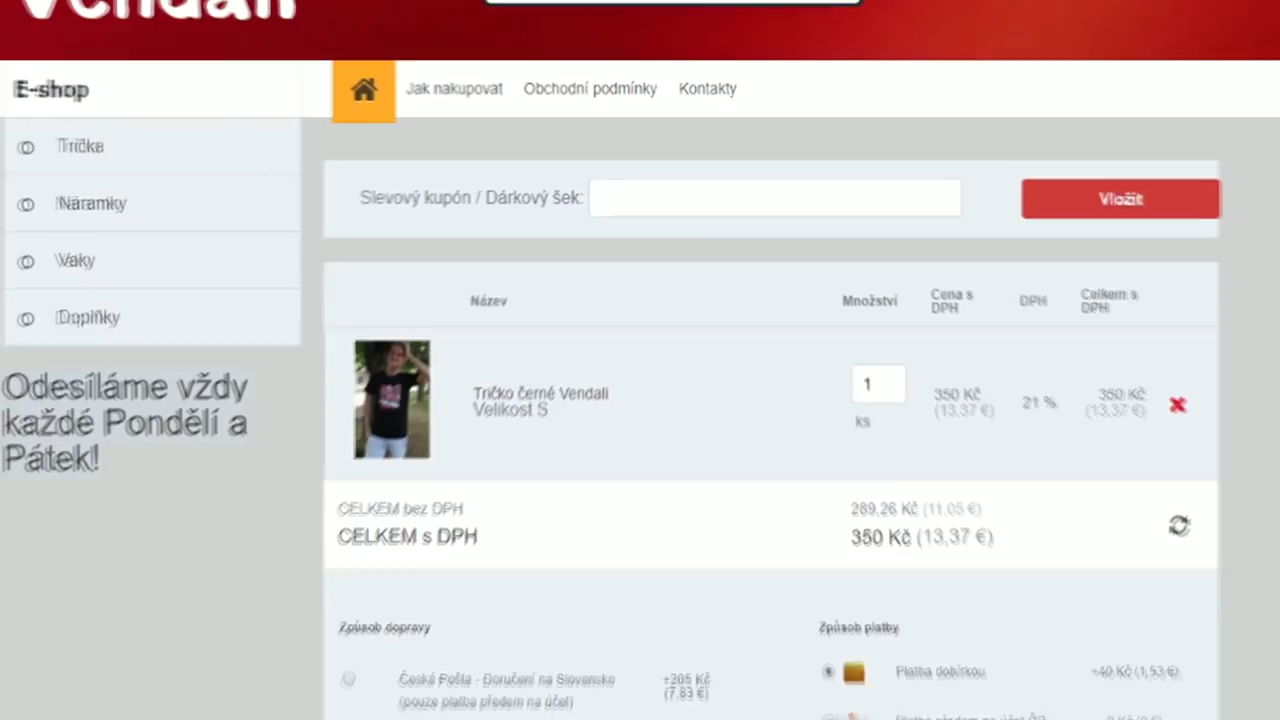 Vendali
E-shop
Jak nakupovat
Obchodní podmínky
Kontakty
Trička
Náramky
Vaky
Doplňky
Odesíláme vždy
každé Pondělí a
Pátek!
Slevový kupón / Dárkový šek:
Vložit
Název
Množství
Cena s
DPH
DPH
Celkem s
DPH
Tričko černé Vendali
Velikost S
1
ks
350 Kč
(13,37 €)
21 %
350 Kč
(13,37 €)
CELKEM bez DPH
289,26 Kč (11,05 €)
CELKEM s DPH
350 Kč (13,37 €)
Způsob dopravy
Způsob platby
Česká Pošta - Doručení na Slovensko
(pouze platba předem na účet)
+205 Kč
(7,83 €)
Platba dobírkou
+40 Kč (1,53 €)